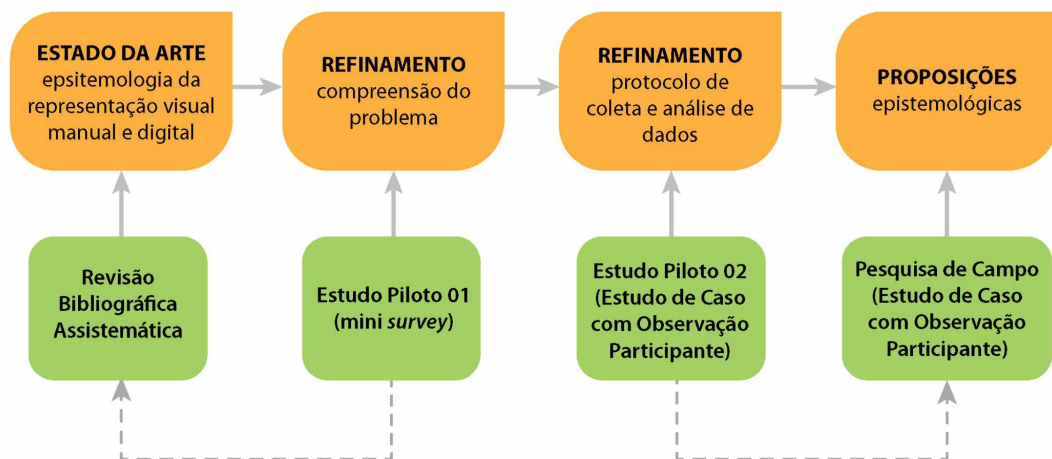 ESTADO DA ARTE
epsitemologia da
representação visual
manual e digital
REFINAMENTO
compreensão do
problema
REFINAMENTO
protocolo de
coleta e análise de
dados
PROPOSIÇÕES
epistemológicas
Revisão
Bibliográfica
Assistemática
Estudo Piloto 01
(mini survey)
Estudo Piloto 02
(Estudo de Caso
com Observação
Participante)
Pesquisa de Campo
(Estudo de Caso
com Observação
Participante)